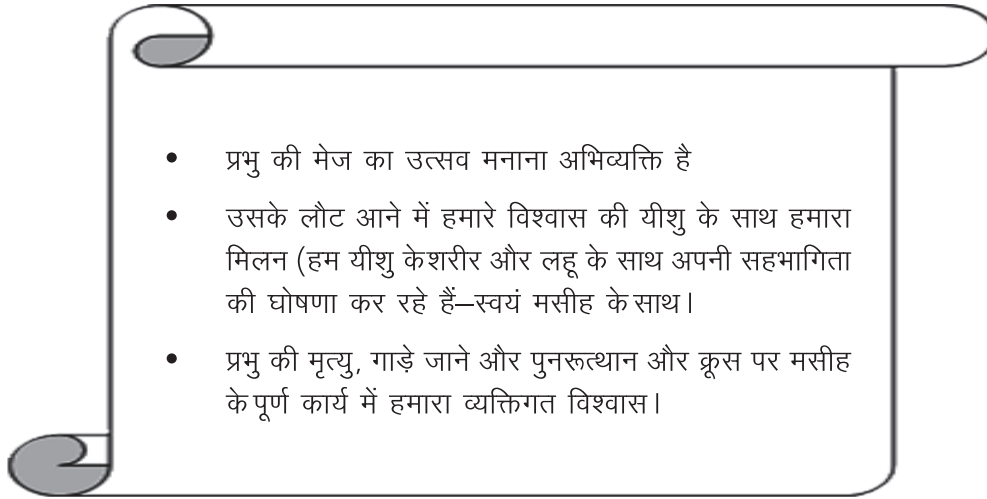 • प्रभु की मेज का उत्सव मनाना अभिव्यक्ति है
• उसके लौट आने में हमारे विश्वास की यीशु के साथ हमारा
मिलन (हम यीशु केशरीर और लहू के साथ अपनी सहभागिता
की घोषणा कर रहे हैं–स्वयं मसीह केसाथ।
• प्रभु की मृत्यु, गाड़े जाने और पुनरूत्थान और क्रूस पर मसीह
केपूर्ण कार्य में हमारा व्यक्तिगत विश्वास।